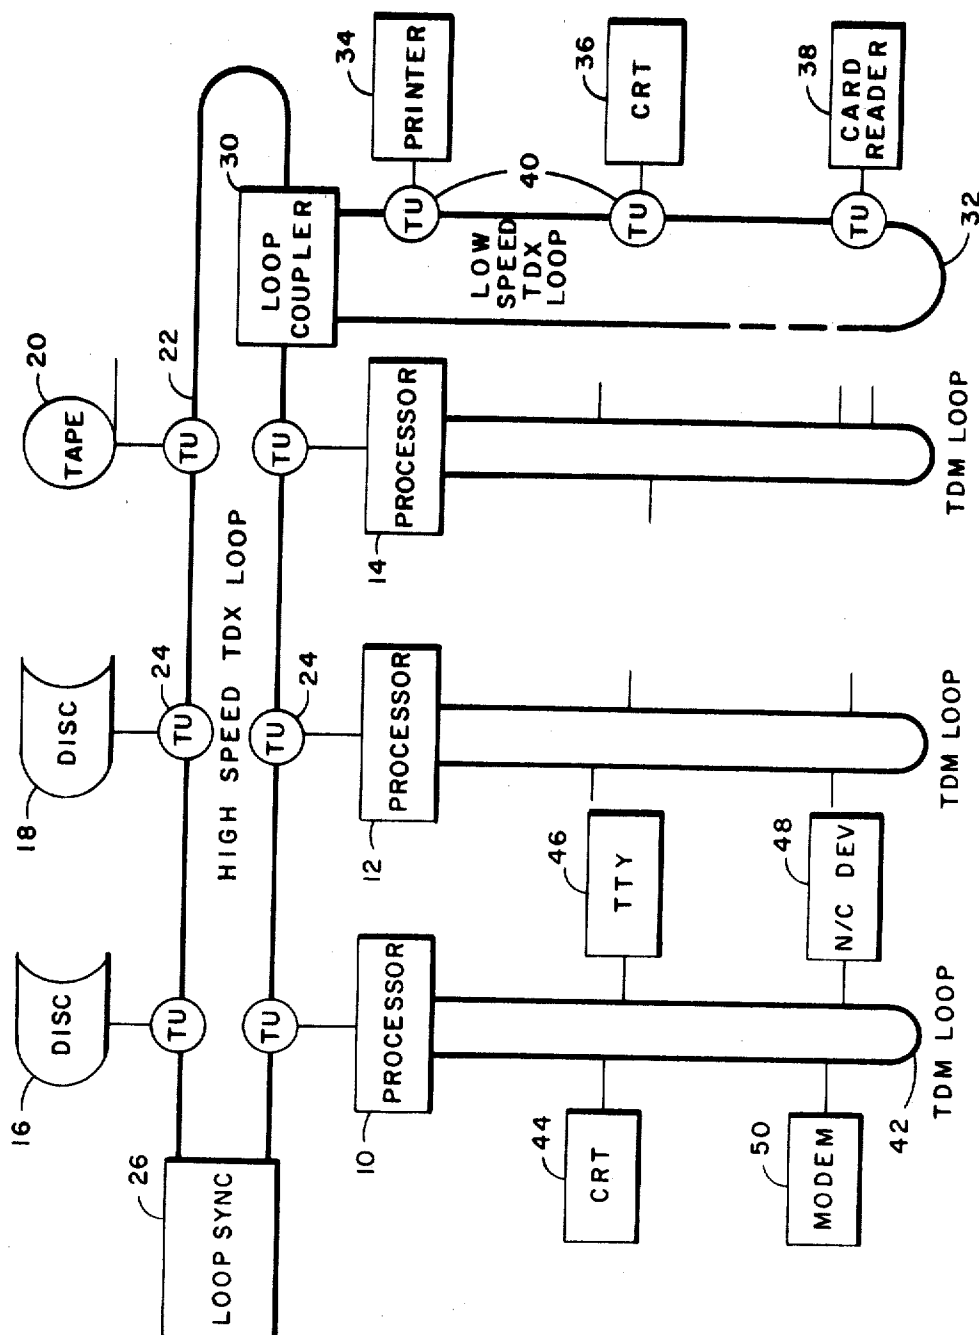 20
TAPE
22
TU
30
LOOP
COUPLER
34
PRINTER
TU
40
36
CRT
TU
38
CARD
READER
TU
LOW
SPEED
TDX
LOOP
32
18
DISC
24
TU
HIGH SPEED TDX LOOP
24
TU
TU
PROCESSOR
14
TDM LOOP
PROCESSOR
12
TDM LOOP
16
DISC
TU
TU
PROCESSOR
10
26
LOOP SYNC
46
TTY
48
N/C DEV
44
CRT
50
MODEM
42
TDM LOOP